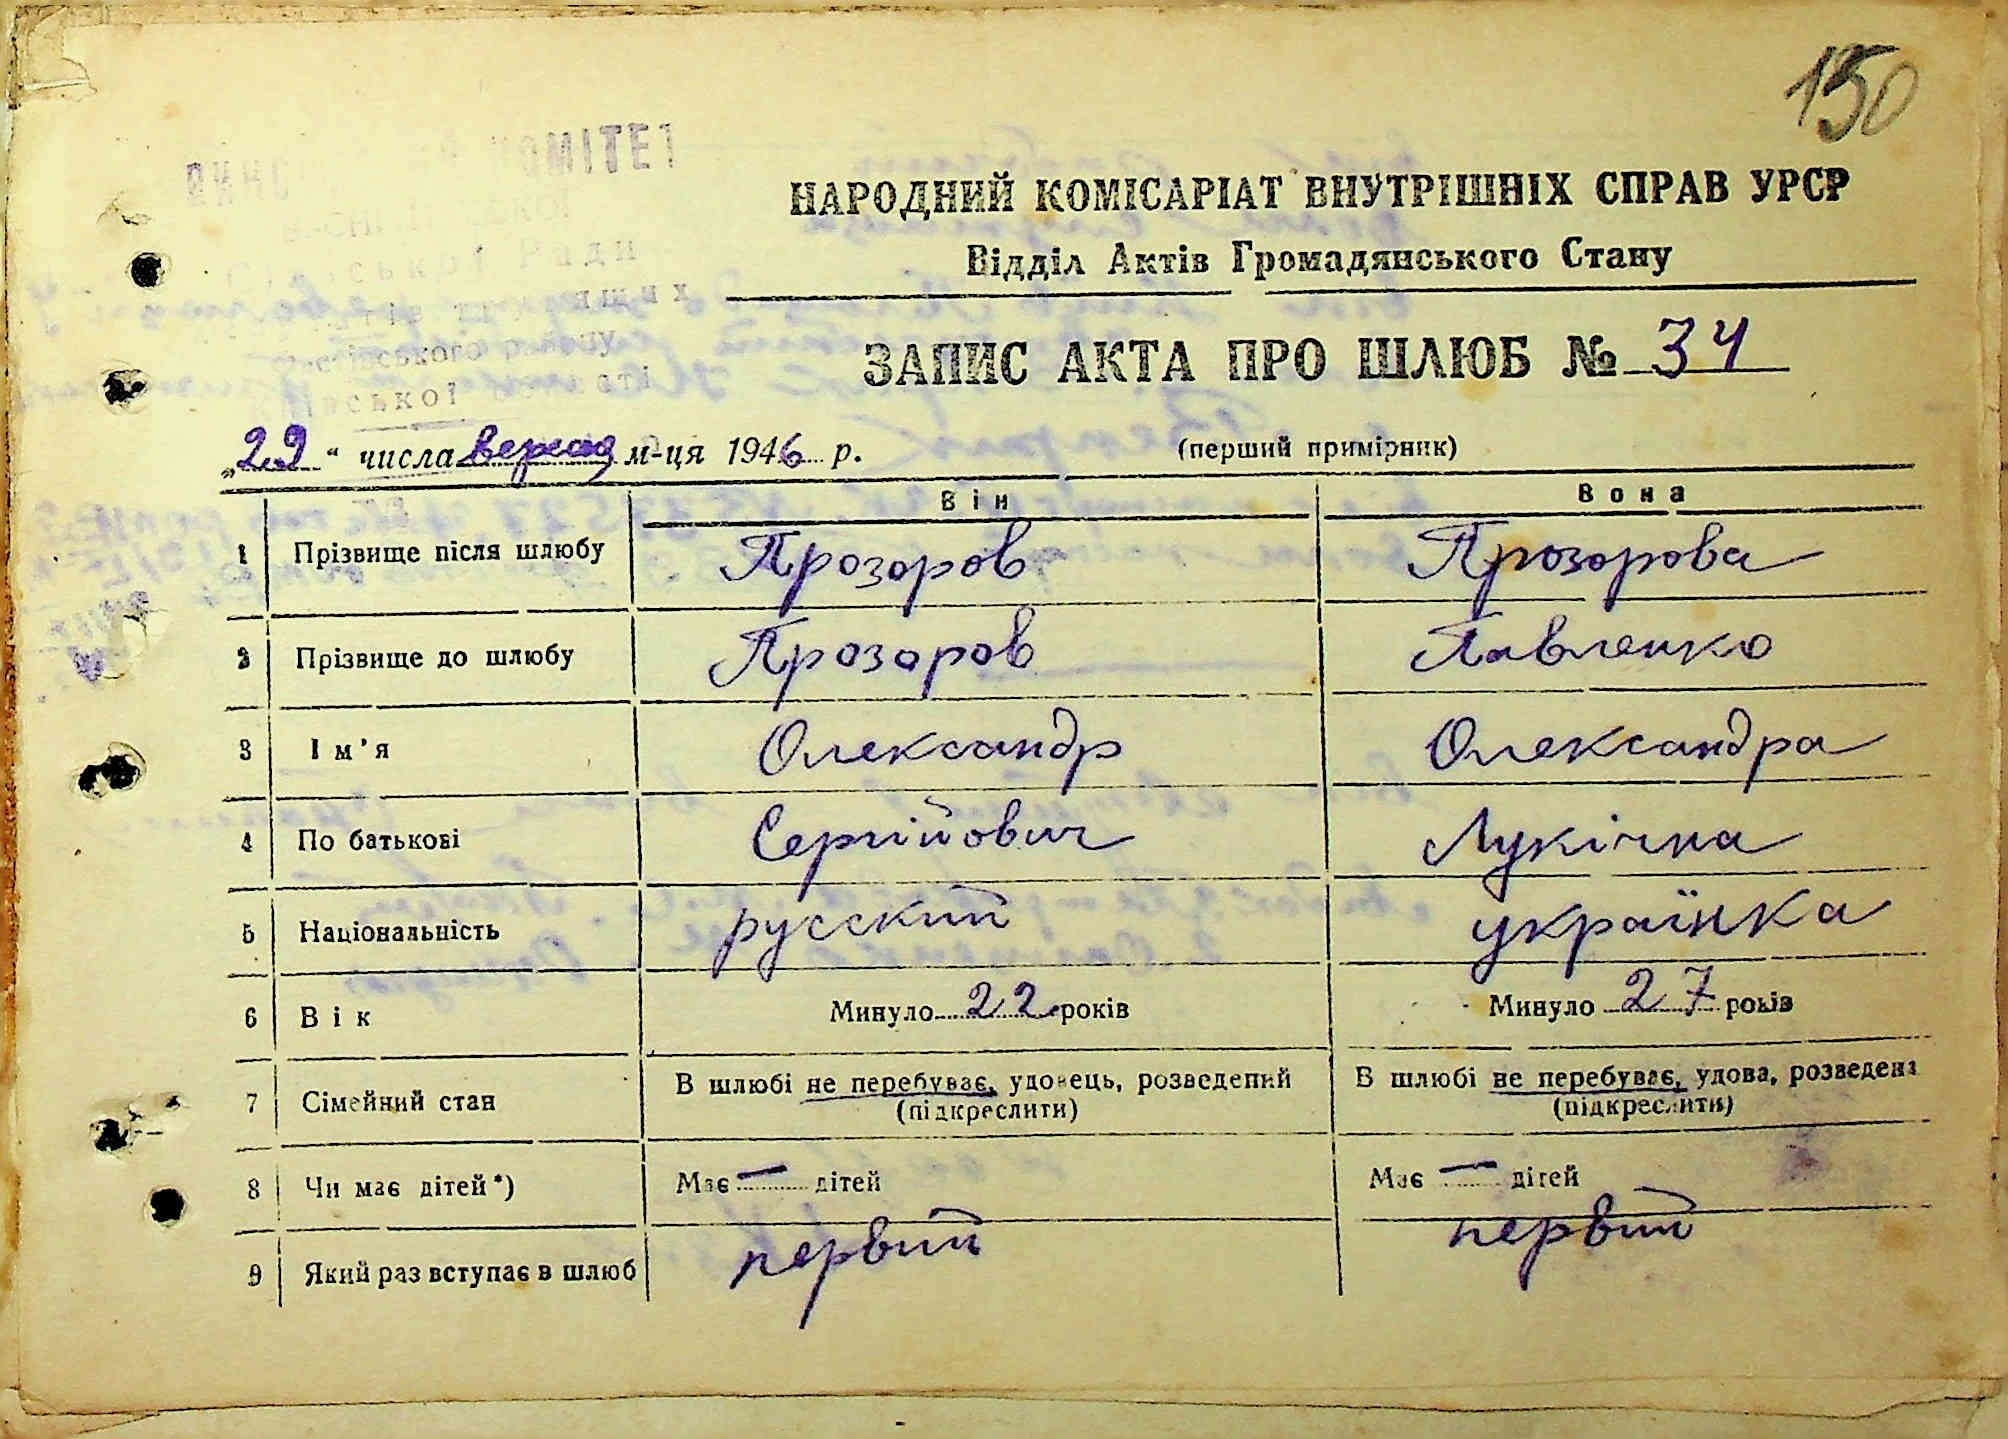 150
КОМІТЕТ
НАРОДНИЙ КОМІСАРІАТ ВНУТРІШНІХ СПРАВ УРСР
Ради
Відділ Актів Громадянського Стану
району
ЗАПИС АКТА ПРО ШЛЮБ № 34
„29“ числа м-ця 1946 р.
(перший примірник)
Він Вона
1 Прізвище після шлюбу Прозоров Прозорова
2 Прізвище до шлюбу Прозоров Павленко
3 Ім'я Олександр Олександра
4 По батькові Сергійович Лукічна
5 Національність русский українка
6 Вік Минуло 22 років Минуло 27 років
7 Сімейний стан В шлюбі не перебуває, удовець, розведений (підкреслити) В шлюбі не перебуває, удова, розведена (підкреслити)
8 Чи має дітей*) Має — дітей Має — дітей
9 Який раз вступає в шлюб первий первий